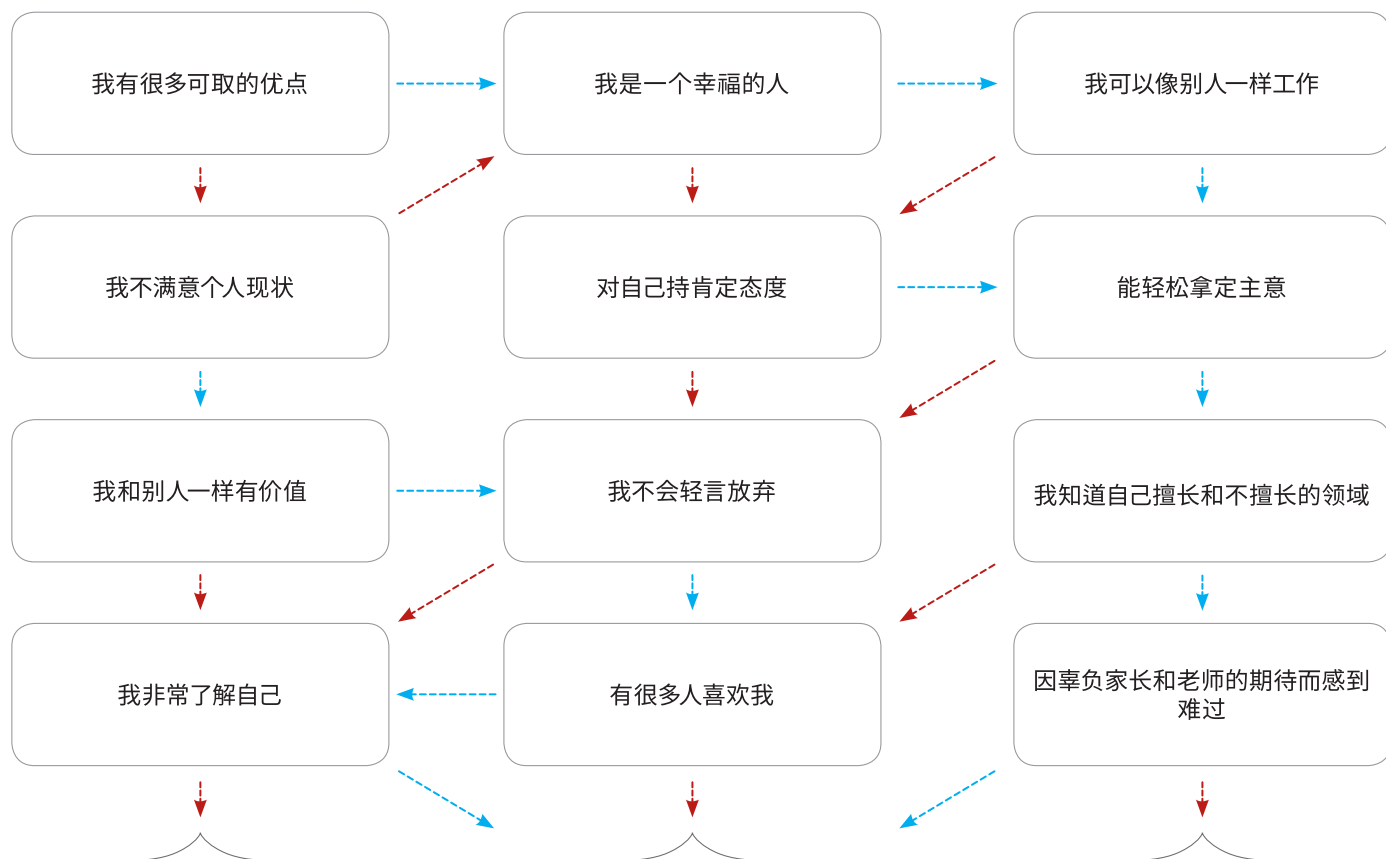 我有很多可取的优点
我是一个幸福的人
我可以像别人一样工作
我不满意个人现状
对自己持肯定态度
能轻松拿定主意
我和别人一样有价值
我不会轻言放弃
我知道自己擅长和不擅长的领域
我非常了解自己
有很多人喜欢我
因辜负家长和老师的期待而感到
难过